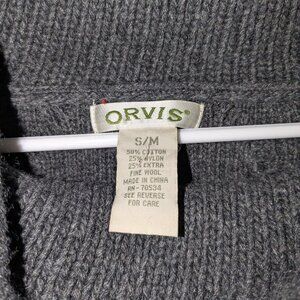 ORVIS®
S/M
50% COTTON
25% NYLON
25% EXTRA
FINE WOOL
MADE IN CHINA
RN-70534
SEE REVERSE
FOR CARE